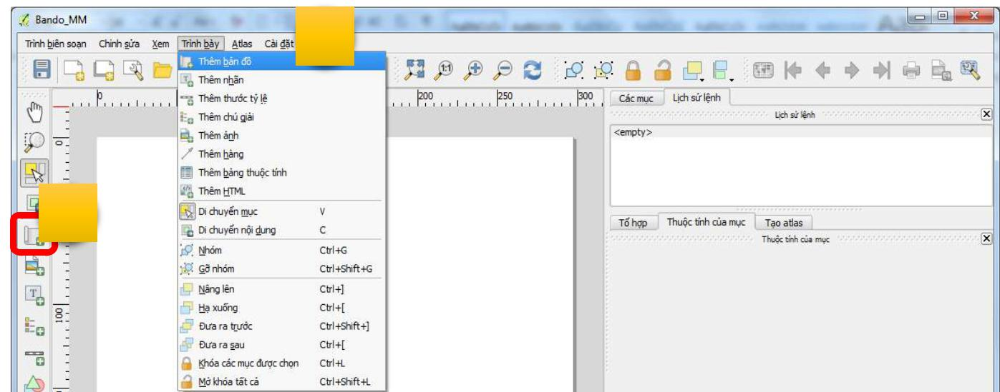 Bando_MM
Trình biên soạn Chỉnh sửa Xem Trình bày Atlas Cài đặt
Thêm bản đồ
Thêm nhãn
Thêm thước tỷ lệ
Thêm chú giải
Thêm ảnh
Thêm hàng
Thêm bảng thuộc tính
Thêm HTML
Di chuyển mục V
Di chuyển nội dung C
Nhóm Ctrl+G
Gỡ nhóm Ctrl+Shift+G
Nâng lên Ctrl+]
Hạ xuống Ctrl+[
Đưa ra trước Ctrl+Shift+]
Đưa ra sau Ctrl+[
Khóa các mục được chọn Ctrl+L
Mở khóa tất cả Ctrl+Shift+L
0 200 250 300
0
100
Các mục Lịch sử lệnh
Lịch sử lệnh
<empty>
Tổ hợp Thuộc tính của mục Tạo atlas
Thuộc tính của mục